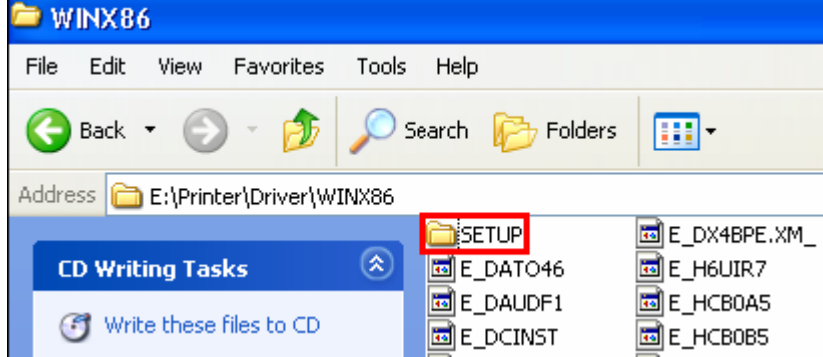 WINX86
File Edit View Favorites Tools Help
Back Search Folders
Address E:\Printer\Driver\WINX86
SETUP E_DX4BPE.XM_
CD Writing Tasks E_DATO46 E_H6UIR7
E_DAUDF1 E_HCB0A5
Write these files to CD E_DCINST E_HCB0B5